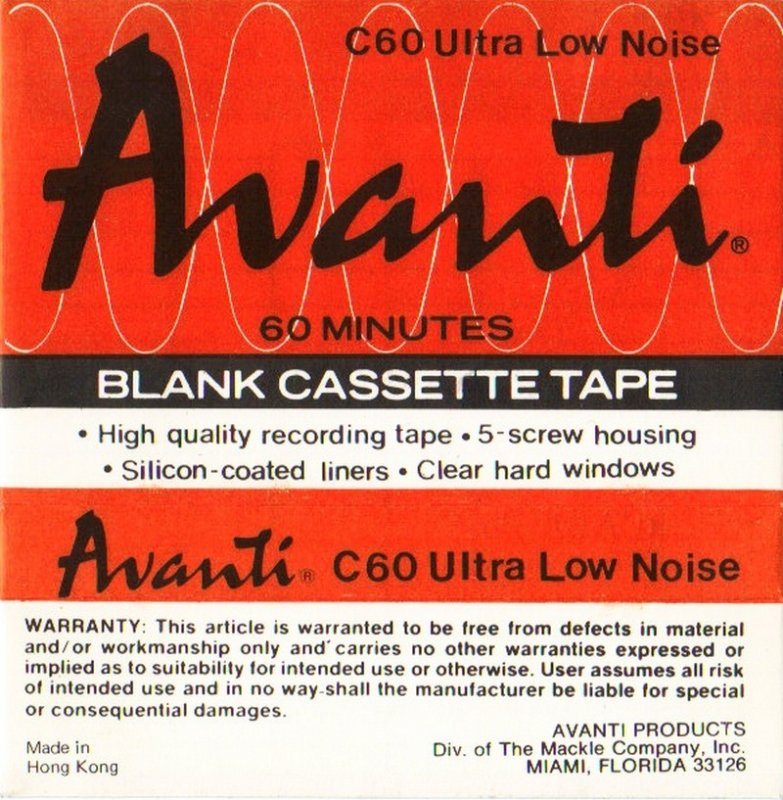 C60 Ultra Low Noise
Avanti®
60 MINUTES
BLANK CASSETTE TAPE
• High quality recording tape • 5-screw housing
• Silicon-coated liners • Clear hard windows
Avanti® C60 Ultra Low Noise
WARRANTY: This article is warranted to be free from defects in material
and/or workmanship only and carries no other warranties expressed or
implied as to suitability for intended use or otherwise. User assumes all risk
of intended use and in no way-shall the manufacturer be liable for special
or consequential damages.
Made in
Hong Kong
AVANTI PRODUCTS
Div. of The Mackle Company, Inc.
MIAMI, FLORIDA 33126